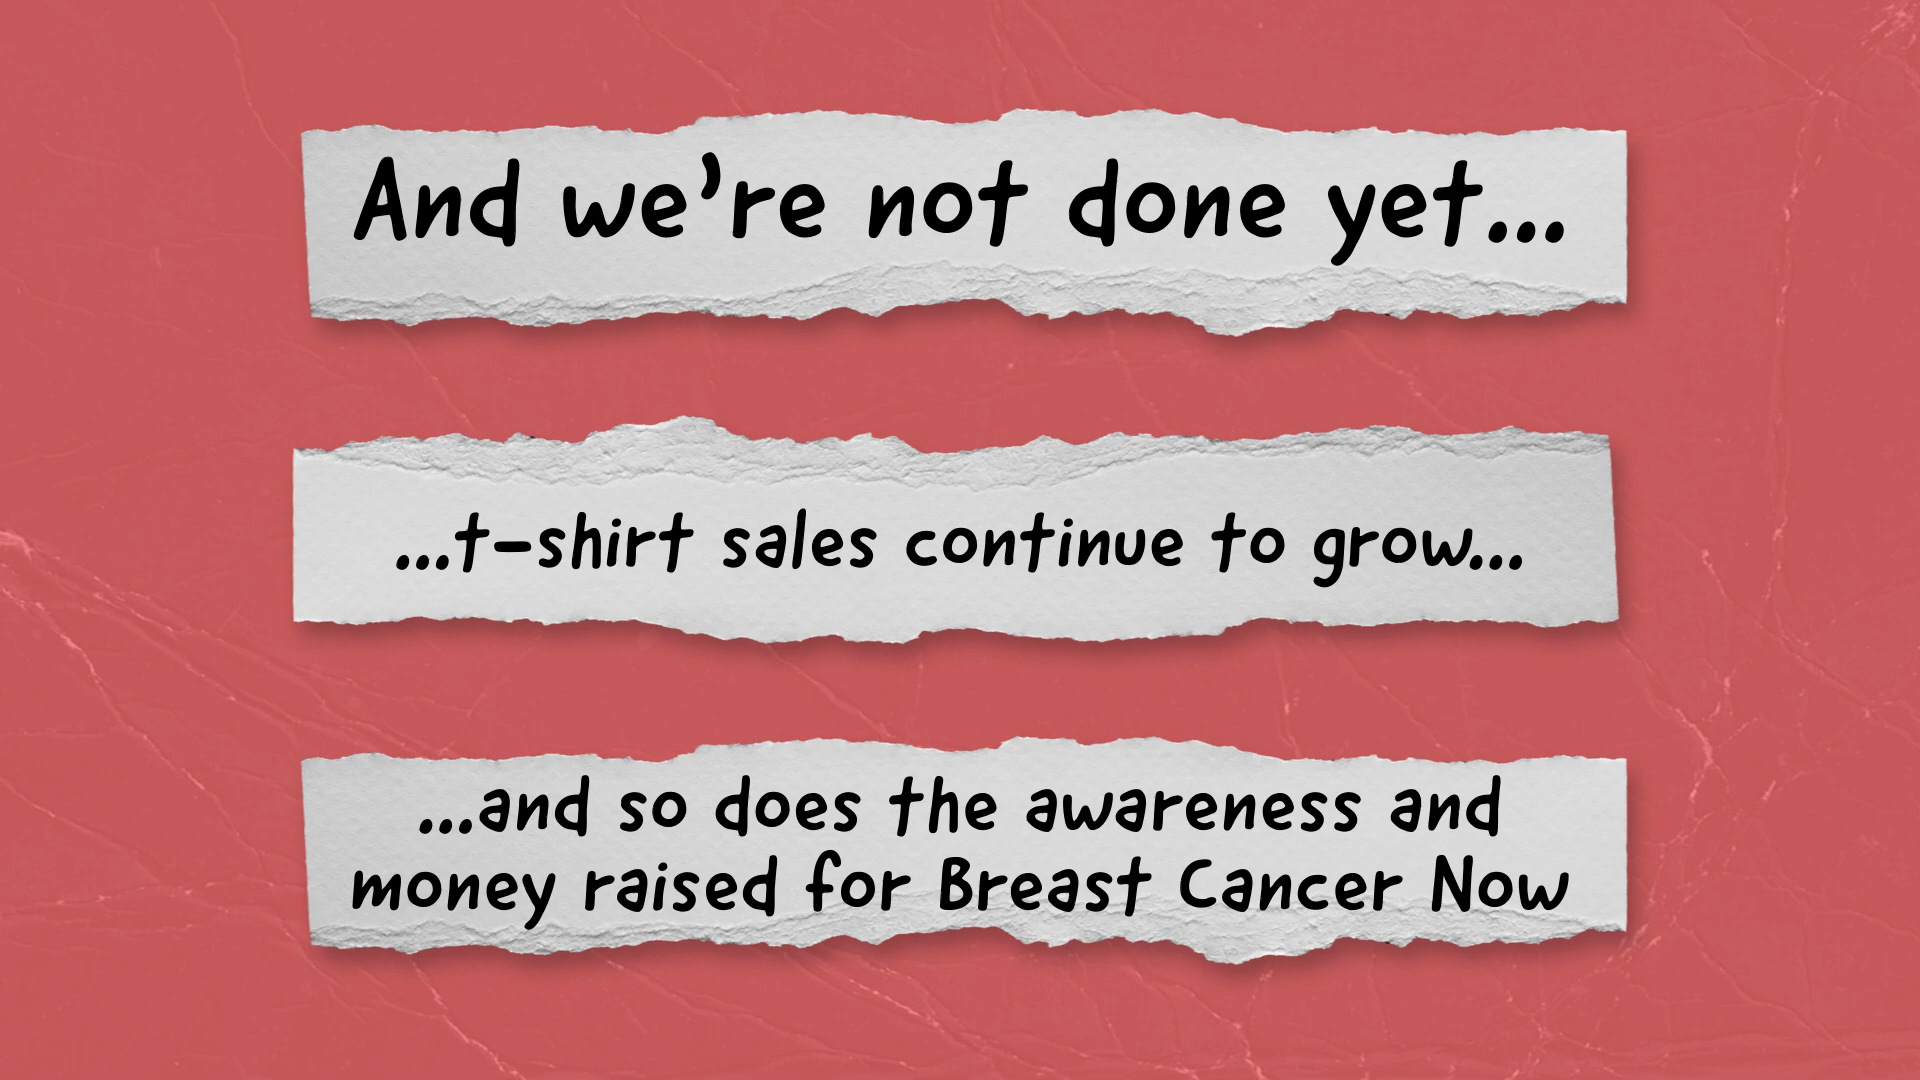 And we're not done yet...
...t-shirt sales continue to grow...
...and so does the awareness and
money raised for Breast Cancer Now